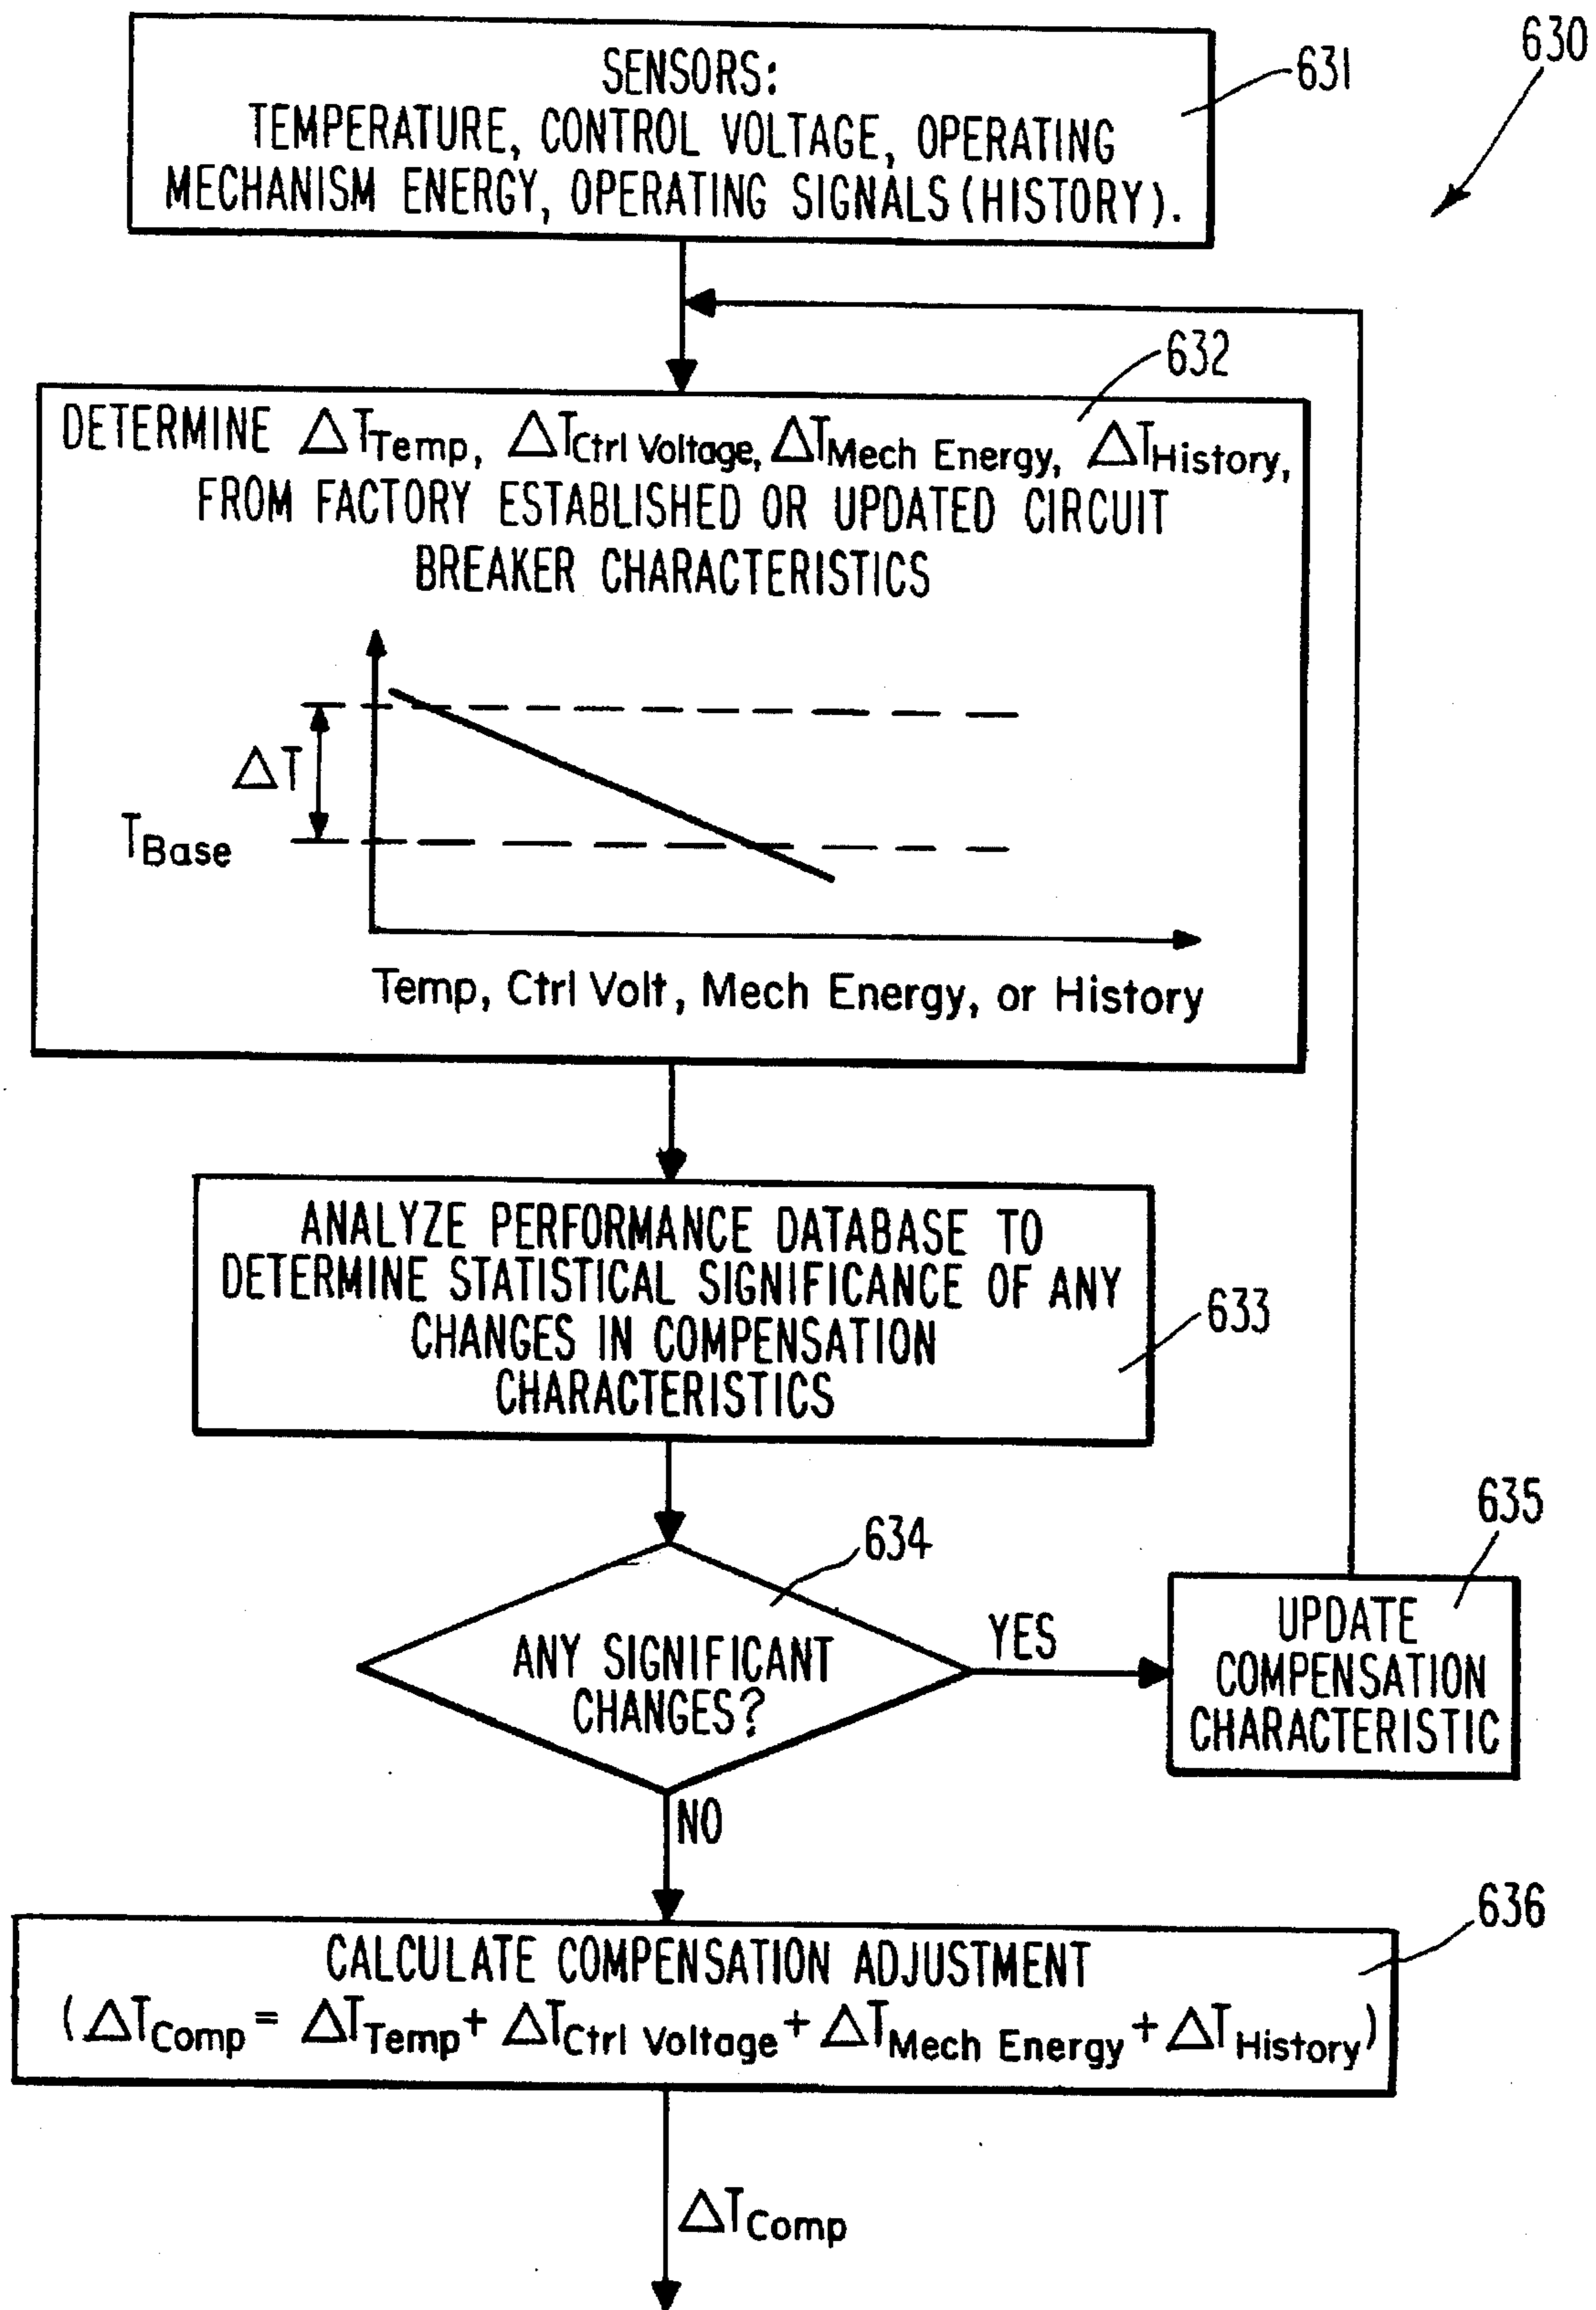 630
SENSORS:
631
TEMPERATURE, CONTROL VOLTAGE, OPERATING
MECHANISM ENERGY, OPERATING SIGNALS (HISTORY).
632
DETERMINE ΔTTemp, ΔTCtrl Voltage, ΔTMech Energy, ΔTHistory,
FROM FACTORY ESTABLISHED OR UPDATED CIRCUIT
BREAKER CHARACTERISTICS
ΔT
TBase
Temp, Ctrl Volt, Mech Energy, or History
ANALYZE PERFORMANCE DATABASE TO
DETERMINE STATISTICAL SIGNIFICANCE OF ANY
CHANGES IN COMPENSATION
CHARACTERISTICS
633
634
ANY SIGNIFICANT
CHANGES?
YES
635
UPDATE
COMPENSATION
CHARACTERISTIC
NO
636
CALCULATE COMPENSATION ADJUSTMENT
(ΔTComp = ΔTTemp + ΔTCtrl Voltage + ΔTMech Energy + ΔTHistory)
ΔTComp